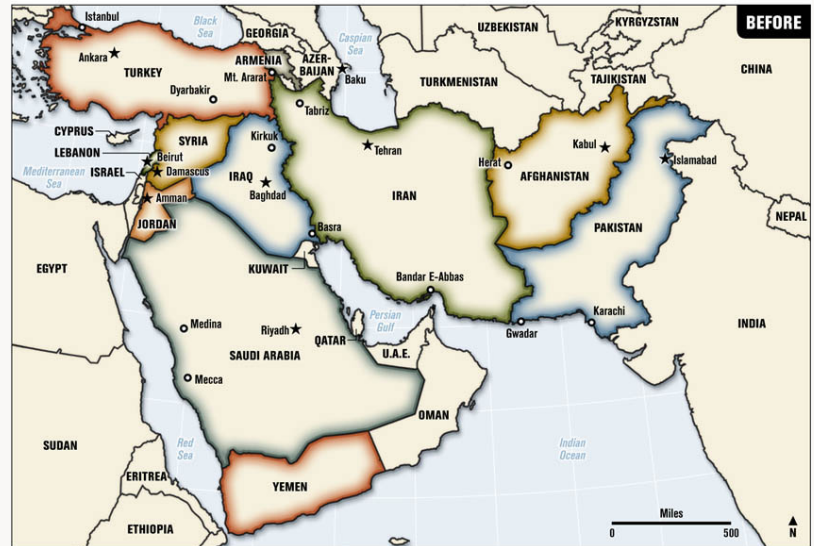 BEFORE
Istanbul
Black
Sea
GEORGIA
Caspian
Sea
UZBEKISTAN
KYRGYZSTAN
Ankara
TURKEY
ARMENIA
Mt. Ararat
AZER-
BAIJAN
Baku
TURKMENISTAN
TAJIKISTAN
CHINA
Dyarbakir
Tabriz
CYPRUS
LEBANON
Beirut
SYRIA
Kirkuk
Tehran
Herat
Kabul
Islamabad
Mediterranean
Sea
ISRAEL
Damascus
IRAQ
Baghdad
IRAN
AFGHANISTAN
Amman
JORDAN
Basra
PAKISTAN
NEPAL
EGYPT
KUWAIT
Bandar E-Abbas
Medina
Riyadh
SAUDI ARABIA
Persian
Gulf
QATAR
U.A.E.
Gwadar
Karachi
INDIA
Mecca
OMAN
SUDAN
Red
Sea
Indian
Ocean
ERITREA
YEMEN
ETHIOPIA
Miles
0
500
N